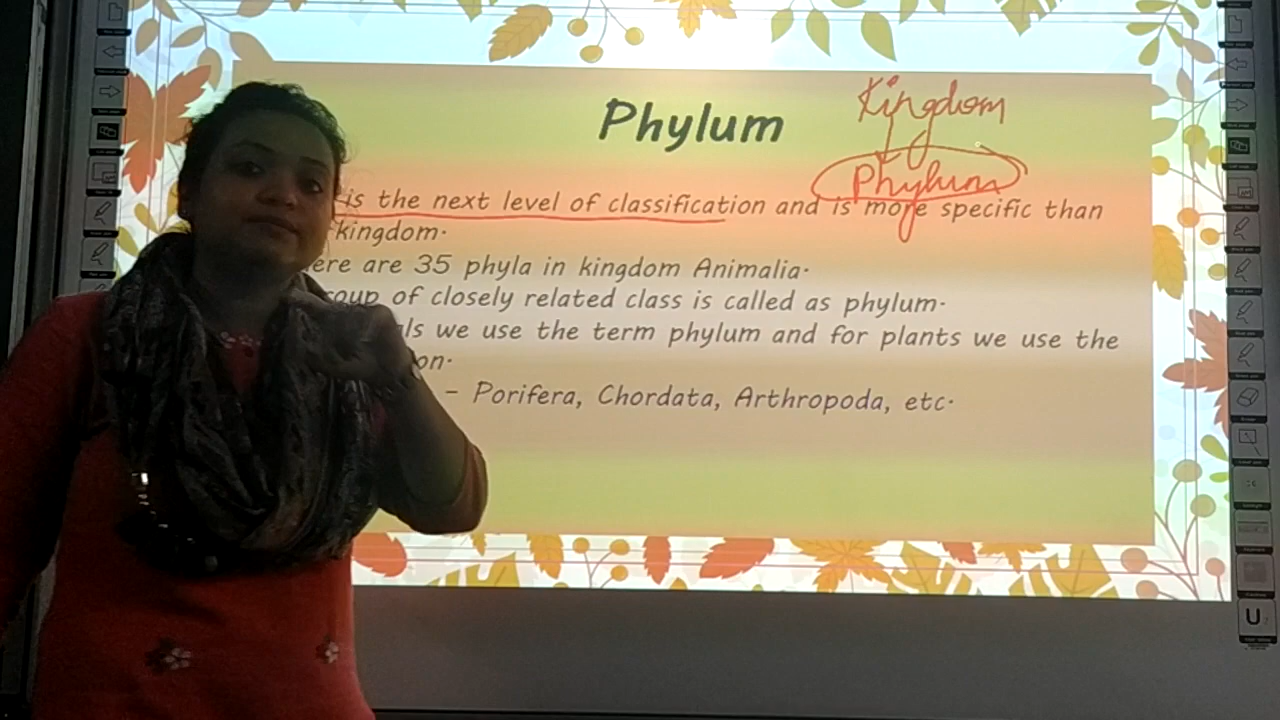 Phylum
Kingdom
Phylum
is the next level of classification and is more specific than
kingdom.
ere are 35 phyla in kingdom Animalia.
roup of closely related class is called as phylum.
ls we use the term phylum and for plants we use the
on.
- Porifera, Chordata, Arthropoda, etc.
U